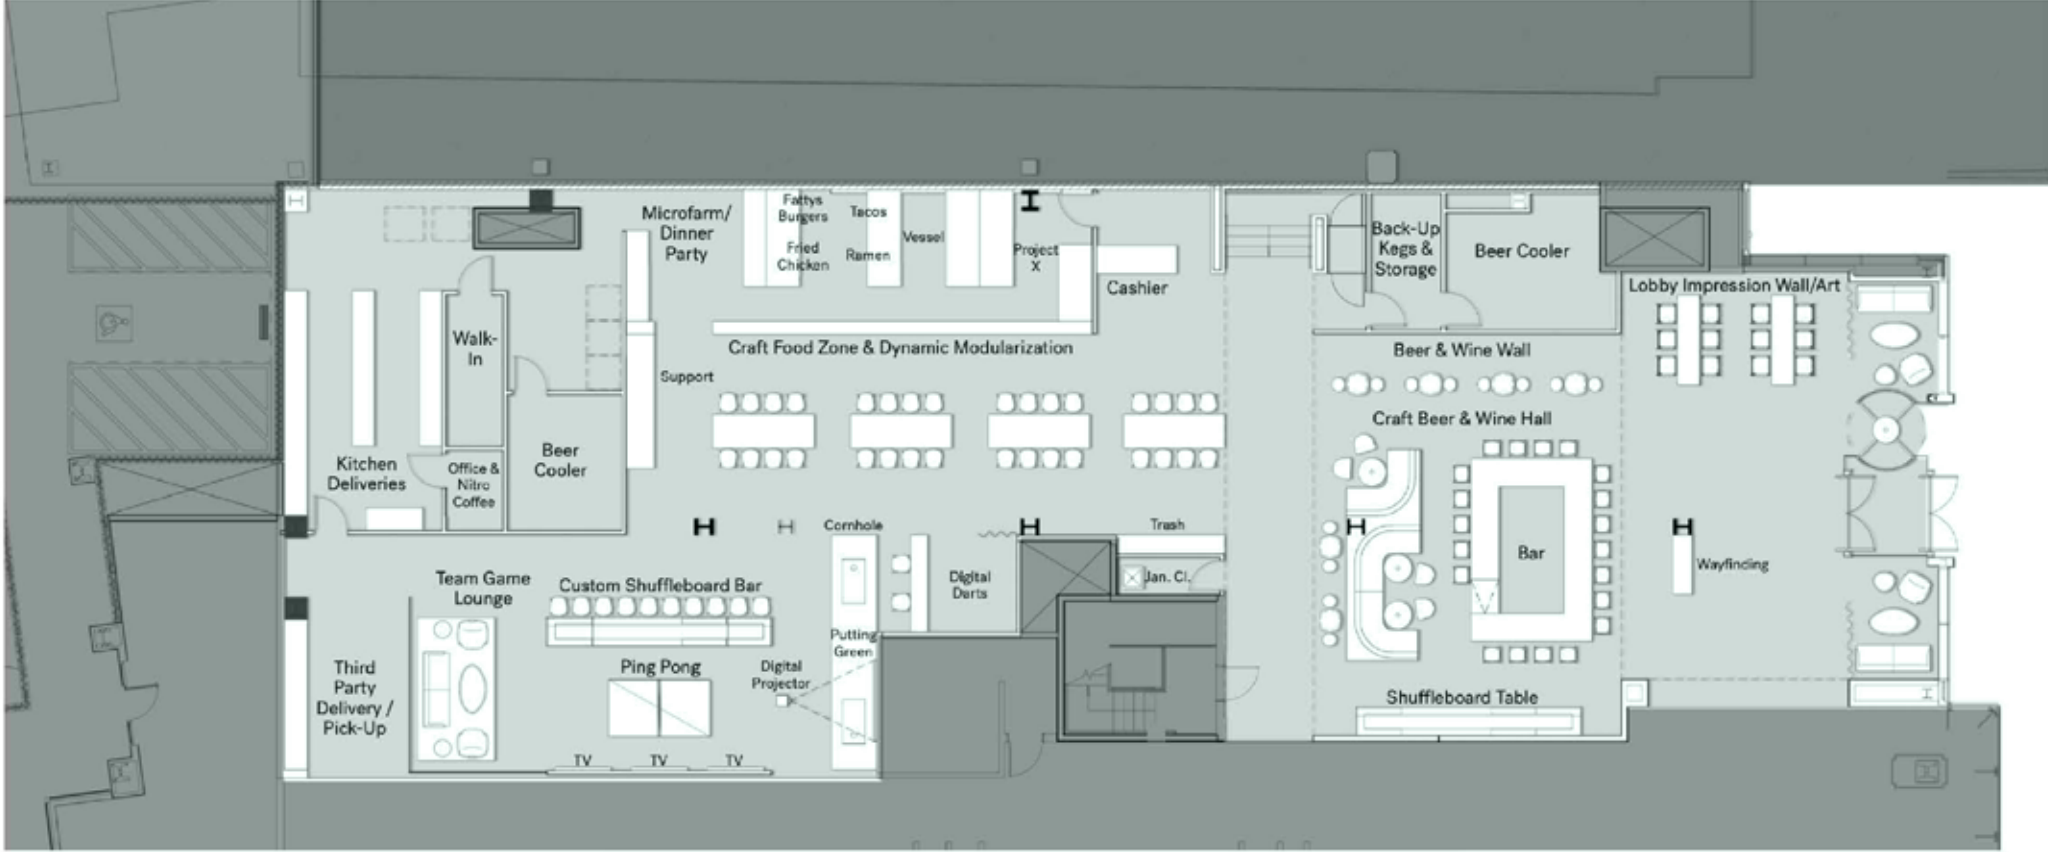 Microfarm/
Dinner
Party
Fattys
Burgers
Fried
Chicken
Tacos
Ramen
Vessel
Project
X
Cashier
Back-Up
Kegs &
Storage
Beer Cooler
Lobby Impression Wall/Art
Walk-
In
Support
Craft Food Zone & Dynamic Modularization
Beer & Wine Wall
Craft Beer & Wine Hall
Kitchen
Deliveries
Office &
Nitro
Coffee
Beer
Cooler
Cornhole
Trash
Bar
Wayfinding
Team Game
Lounge
Custom Shuffleboard Bar
Digital
Darts
Jan. Cl.
Putting
Green
Third
Party
Delivery /
Pick-Up
Ping Pong
Digital
Projector
Shuffleboard Table
TV
TV
TV